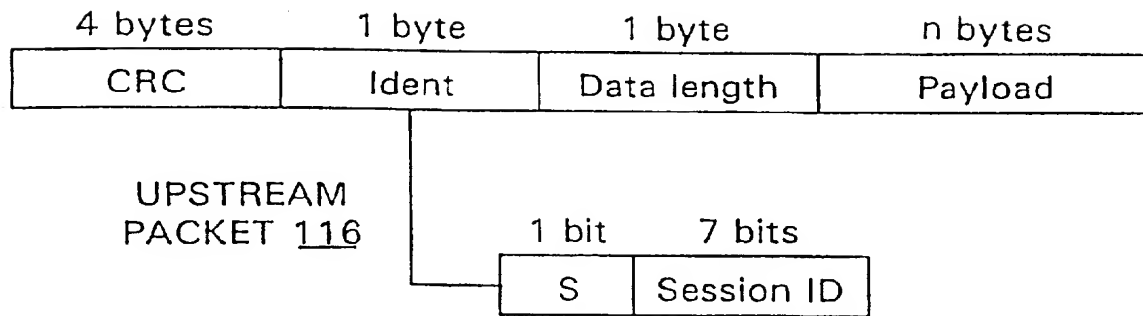 4 bytes 1 byte 1 byte n bytes
CRC Ident Data length Payload
UPSTREAM
PACKET 116
1 bit 7 bits
S Session ID